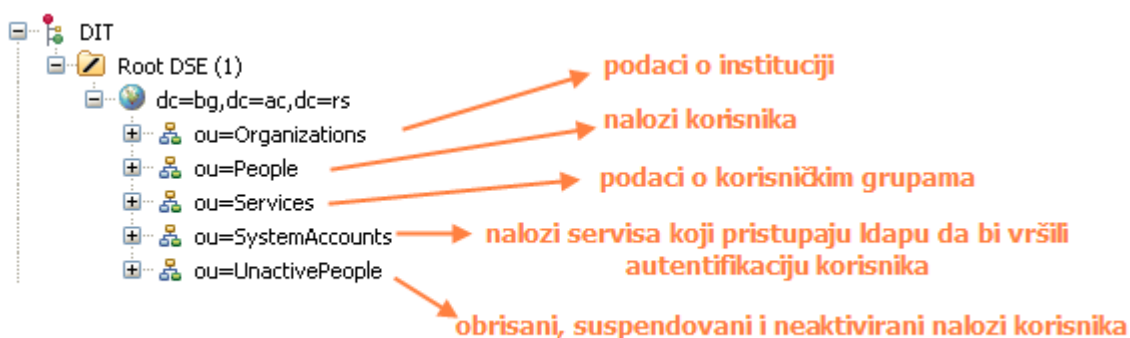 DIT
Root DSE (1)
podaci o instituciji
dc=bg,dc=ac,dc=rs
ou=Organizations
nalozi korisnika
ou=People
podaci o korisničkim grupama
ou=Services
ou=SystemAccounts
nalozi servisa koji pristupaju ldapu da bi vršili
autentifikaciju korisnika
ou=UnactivePeople
obrisani, suspendovani i neaktivirani nalozi korisnika